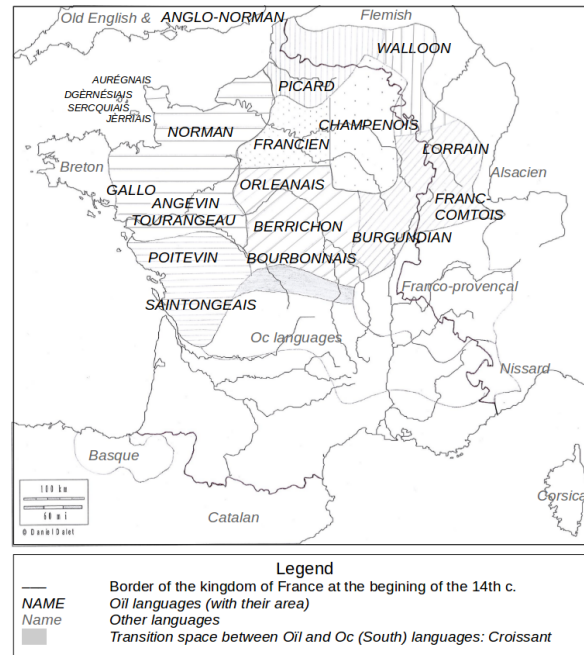 Old English &
ANGLO-NORMAN
Flemish
WALLOON
PICARD
AURÉGNAIS
DGÈRNÉSIAIS
SERCQUIAIS
JÈRRIAIS
NORMAN
CHAMPENOIS
FRANCIEN
LORRAIN
Breton
Alsacien
ORLEANAIS
GALLO
ANGEVIN
FRANC-
COMTOIS
TOURANGEAU
BERRICHON
BURGUNDIAN
POITEVIN
BOURBONNAIS
Franco-provençal
SAINTONGEAIS
Oc languages
Nissard
Basque
100 km
60 mi
© Daniel Dalet
Catalan
Corsica
Legend
Border of the kingdom of France at the begining of the 14th c.
NAME Oïl languages (with their area)
Name Other languages
Transition space between Oïl and Oc (South) languages: Croissant